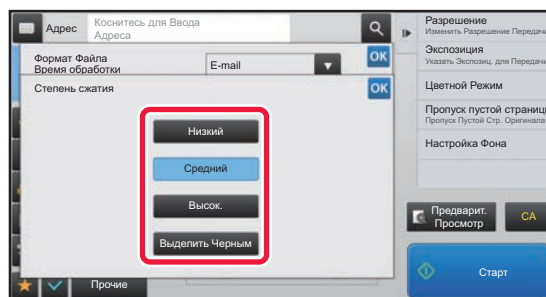 Адрес
Коснитесь для Ввода
Адреса
Формат Файла
Время обработки
E-mail
OK
Степень сжатия
OK
Низкий
Средний
Высок.
Выделить Черным
Прочие
Разрешение
Изменить Разрешение Передачи
Экспозиция
Указать Экспозиц. для Передачи
Цветной Режим
Пропуск пустой страницы
Пропуск Пустой Стр. Оригинала
Настройка Фона
Предварит.
Просмотр
CA
Старт